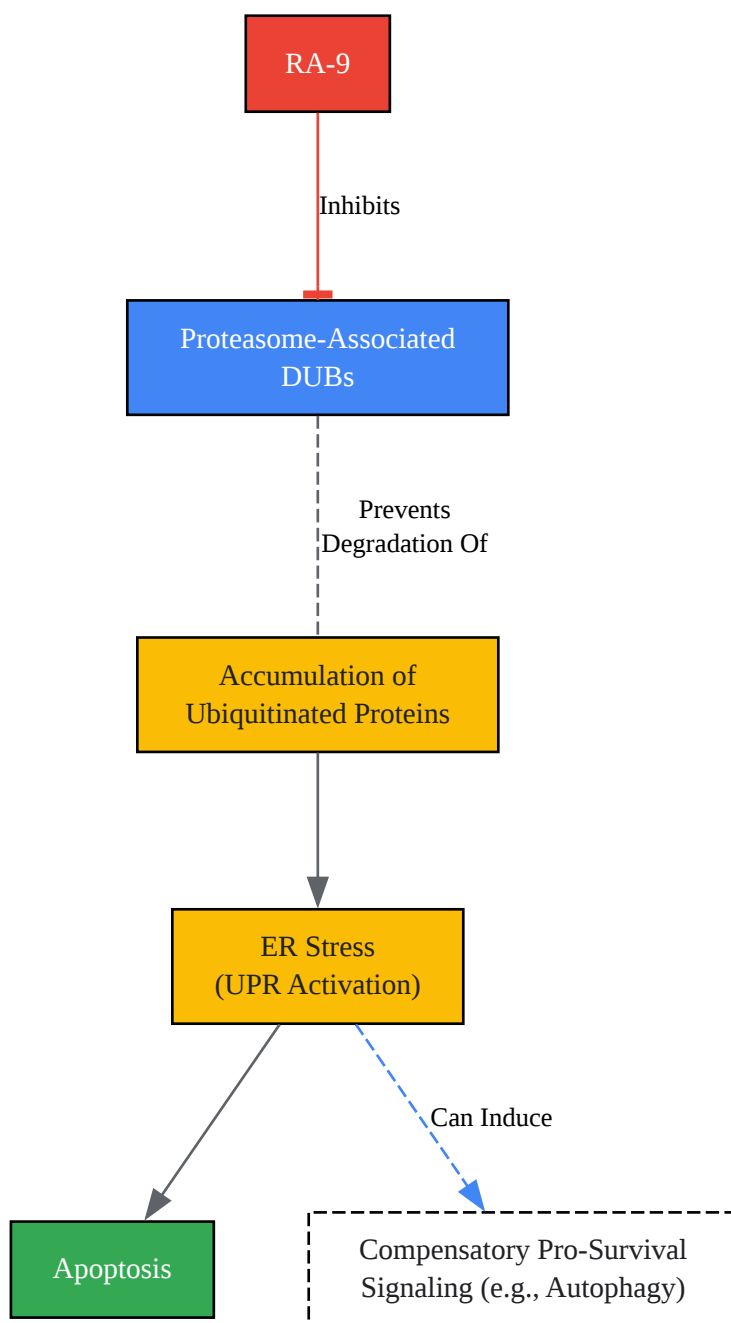 RA-9
Inhibits
Proteasome-Associated
DUBs
Prevents
Degradation Of
Accumulation of
Ubiquitinated Proteins
ER Stress
(UPR Activation)
Can Induce
Apoptosis
Compensatory Pro-Survival
Signaling (e.g., Autophagy)